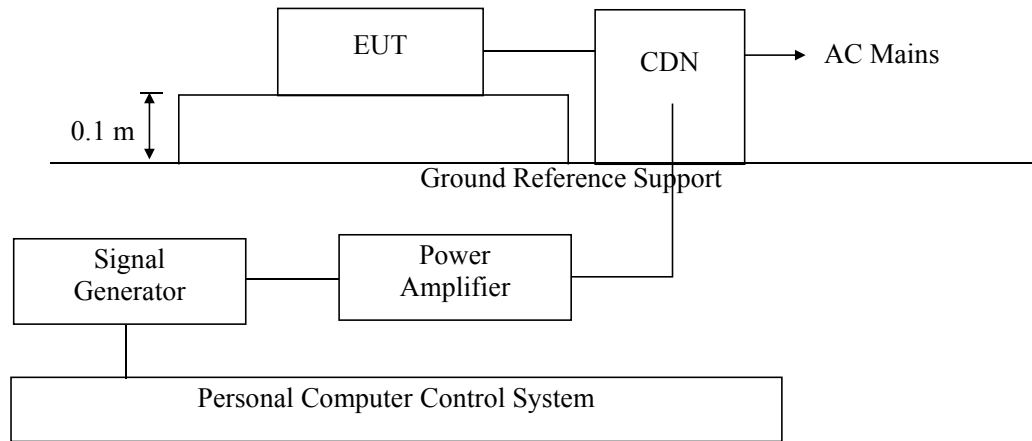 EUT
CDN
AC Mains
0.1 m
Ground Reference Support
Signal
Generator
Power
Amplifier
Personal Computer Control System